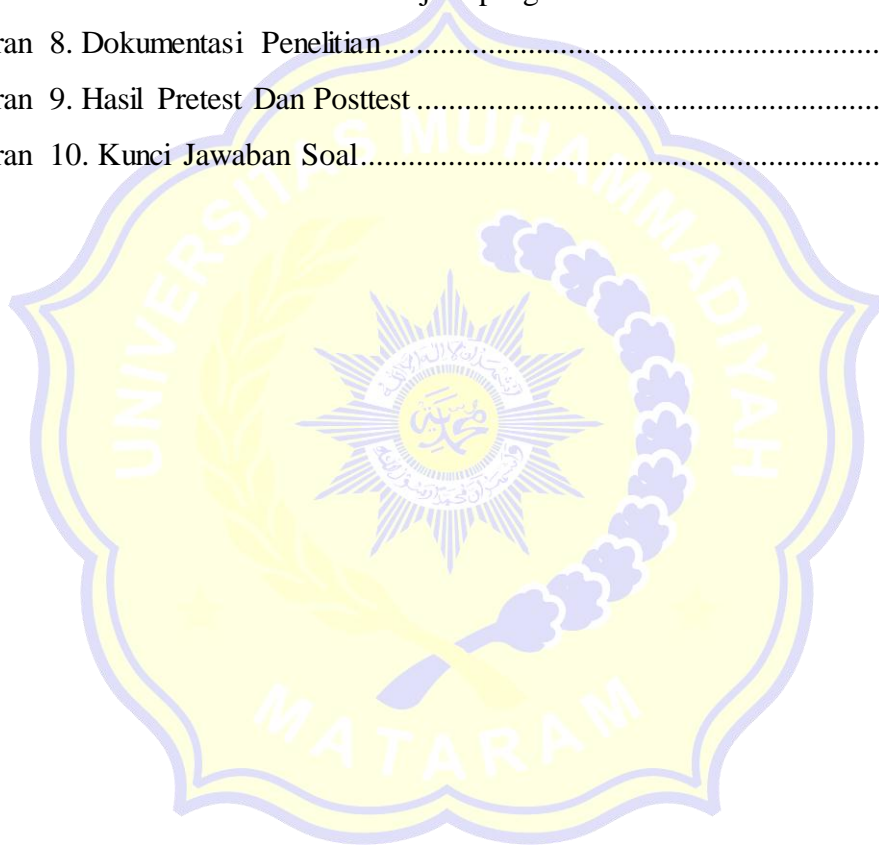 ran 8. Dokumentasi Penelitian................................................................
ran 9. Hasil Pretest Dan Posttest............................................................
ran 10. Kunci Jawaban Soal...................................................................
UNIVERSITAS MUHAMMADIYAH
MATARAM